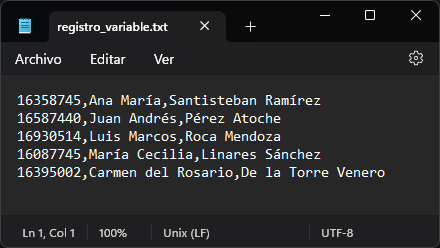 registro_variable.txt
Archivo Editar Ver
16358745,Ana María,Santisteban Ramírez
16587440,Juan Andrés,Pérez Atoche
16930514,Luis Marcos,Roca Mendoza
16087745,María Cecilia,Linares Sánchez
16395002,Carmen del Rosario,De la Torre Venero
Ln 1, Col 1 100% Unix (LF) UTF-8